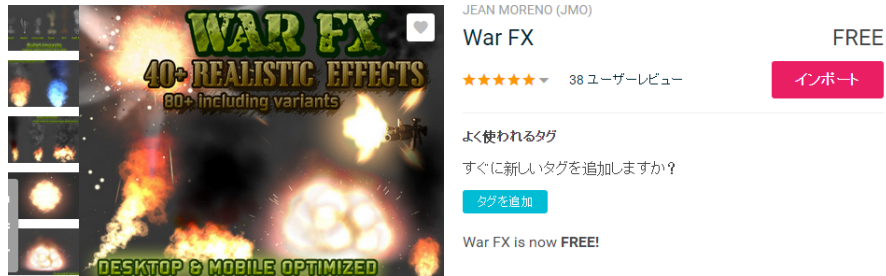 WAR FX
40+ REALISTIC EFFECTS
80+ including variants
DESKTOP & MOBILE OPTIMIZED
JEAN MORENO (JMO)
War FX
FREE
38 ユーザーレビュー
インポート
よく使われるタグ
すぐに新しいタグを追加しますか？
タグを追加
War FX is now FREE!